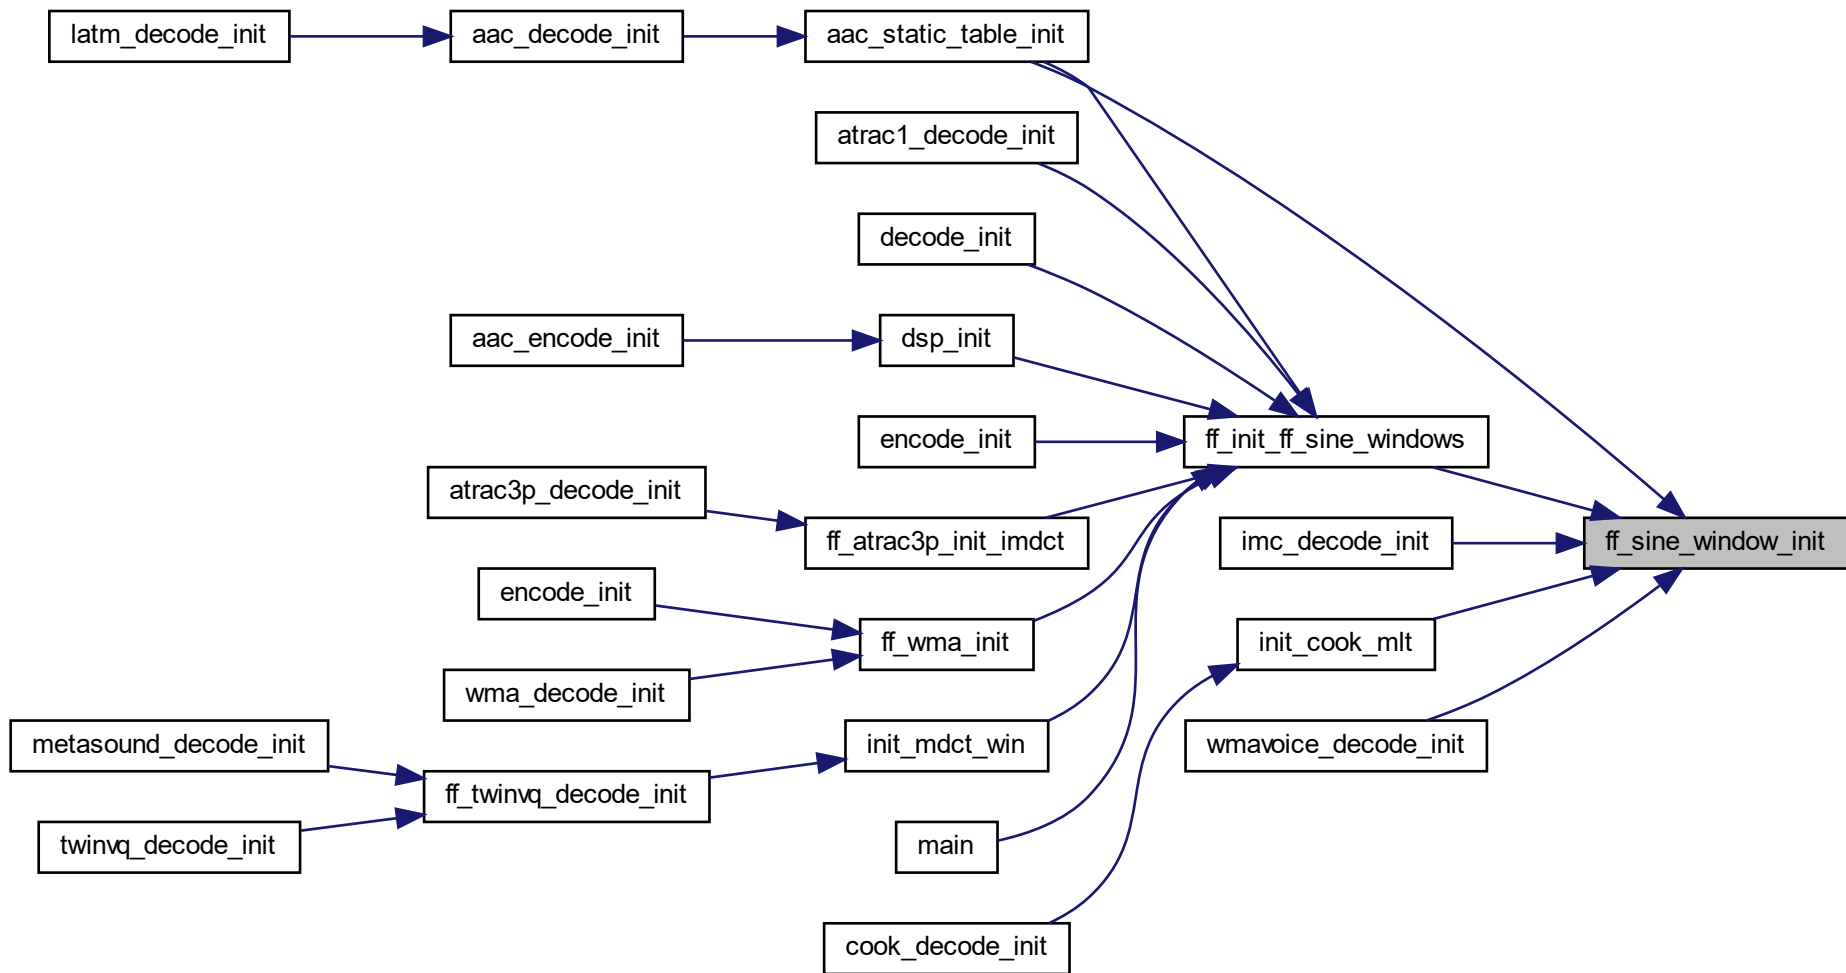 latm_decode_init
aac_decode_init
aac_static_table_init
atrac1_decode_init
decode_init
aac_encode_init
dsp_init
encode_init
ff_init_ff_sine_windows
atrac3p_decode_init
ff_atrac3p_init_imdct
imc_decode_init
ff_sine_window_init
encode_init
ff_wma_init
init_cook_mlt
wma_decode_init
metasound_decode_init
init_mdct_win
wmavoice_decode_init
ff_twinvq_decode_init
twinvq_decode_init
main
cook_decode_init